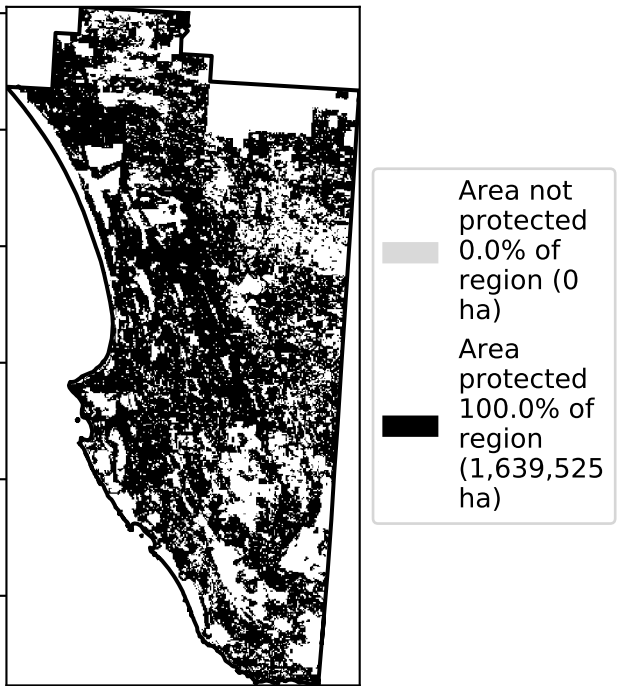 Area not
protected
0.0% of
region (0
ha)
Area
protected
100.0% of
region
(1,639,525
ha)